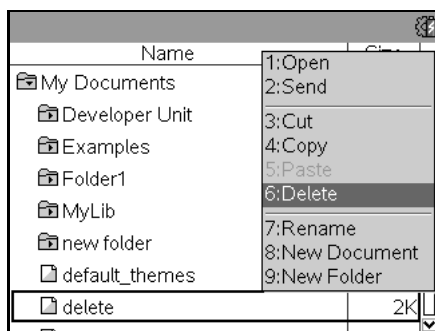 Name
1:Open
My Documents
2:Send
Developer Unit
3:Cut
Examples
4:Copy
5:Paste
Folder1
6:Delete
MyLib
7:Rename
new folder
8:New Document
default_themes
9:New Folder
delete 2K